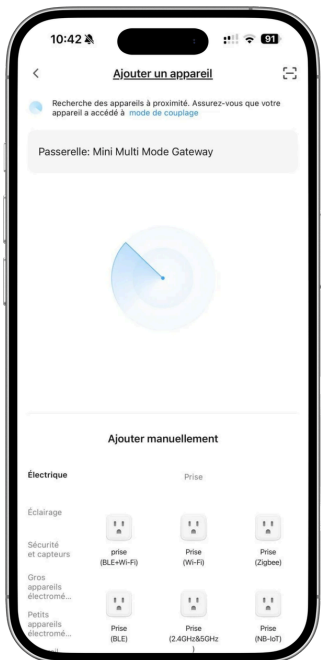 10:42
91
Ajouter un appareil
Recherche des appareils à proximité. Assurez-vous que votre
appareil a accédé à mode de couplage
Passerelle: Mini Multi Mode Gateway
Ajouter manuellement
Électrique
Prise
Éclairage
Sécurité
et capteurs
Gros
appareils
électromé...
Petits
appareils
électromé...
prise
(BLE+Wi-Fi)
Prise
(Wi-Fi)
Prise
(Zigbee)
Prise
(BLE)
Prise
(2.4GHz&5GHz
)
Prise
(NB-IoT)